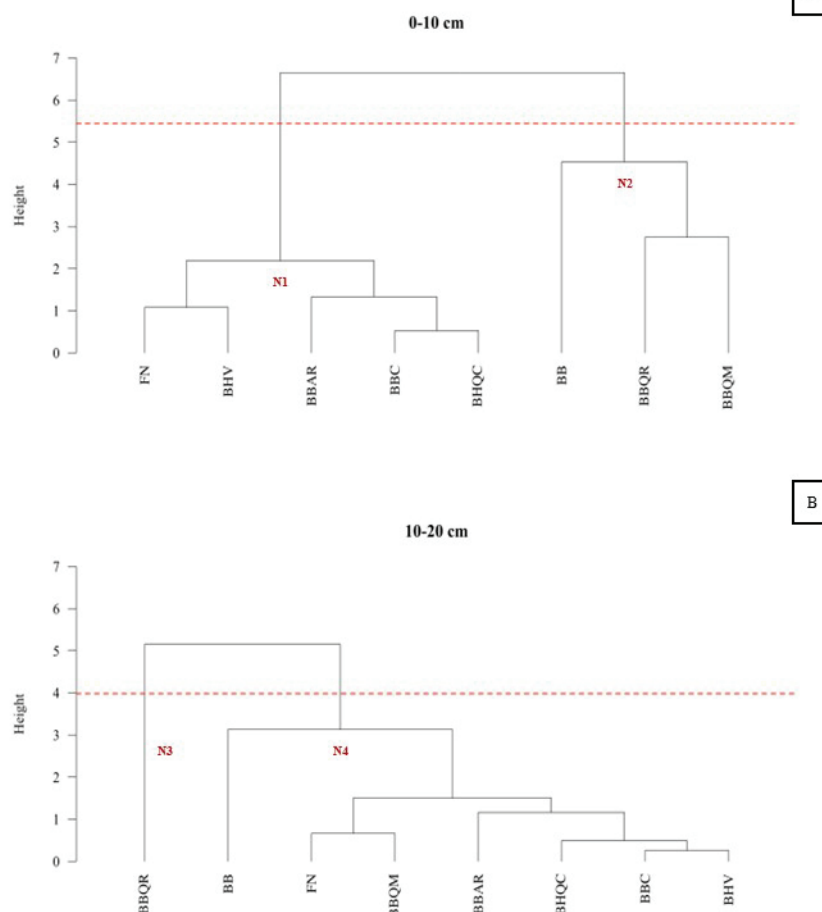 0-10 cm
7
6
5
4
3
2
1
0
Height
N1
N2
FN
BHV
BBAR
BBC
BHQC
BB
BBQR
BBQM
B
10-20 cm
7
6
5
4
3
2
1
0
Height
N3
N4
BBQR
BB
FN
BBQM
BBAR
BHQC
BBC
BHV